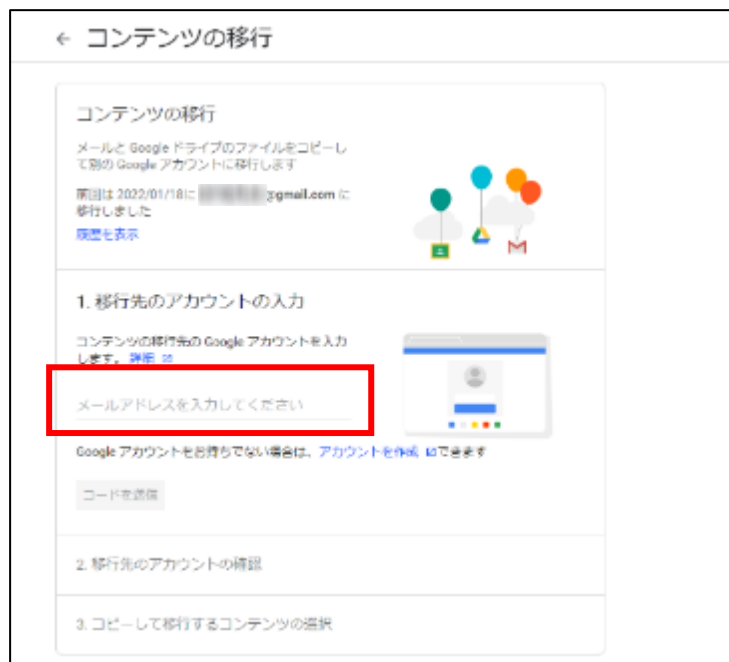 ← コンテンツの移行
コンテンツの移行
メールと Google ドライブのファイルをコピーし
て別の Google アカウントに移行します
前回は 2022/01/18に @gmail.com に
移行しました
履歴を表示
1. 移行先のアカウントの入力
コンテンツの移行先の Google アカウントを入力
します。 詳細
メールアドレスを入力してください
Google アカウントをお持ちでない場合は、アカウントを作成 できます
コードを送信
2. 移行先のアカウントの確認
3. コピーして移行するコンテンツの選択